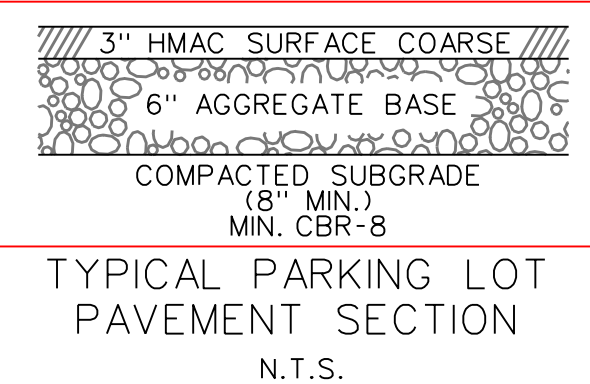 3" HMAC SURFACE COARSE
6" AGGREGATE BASE
COMPACTED SUBGRADE
(8" MIN.)
MIN. CBR-8
TYPICAL PARKING LOT
PAVEMENT SECTION
N.T.S.